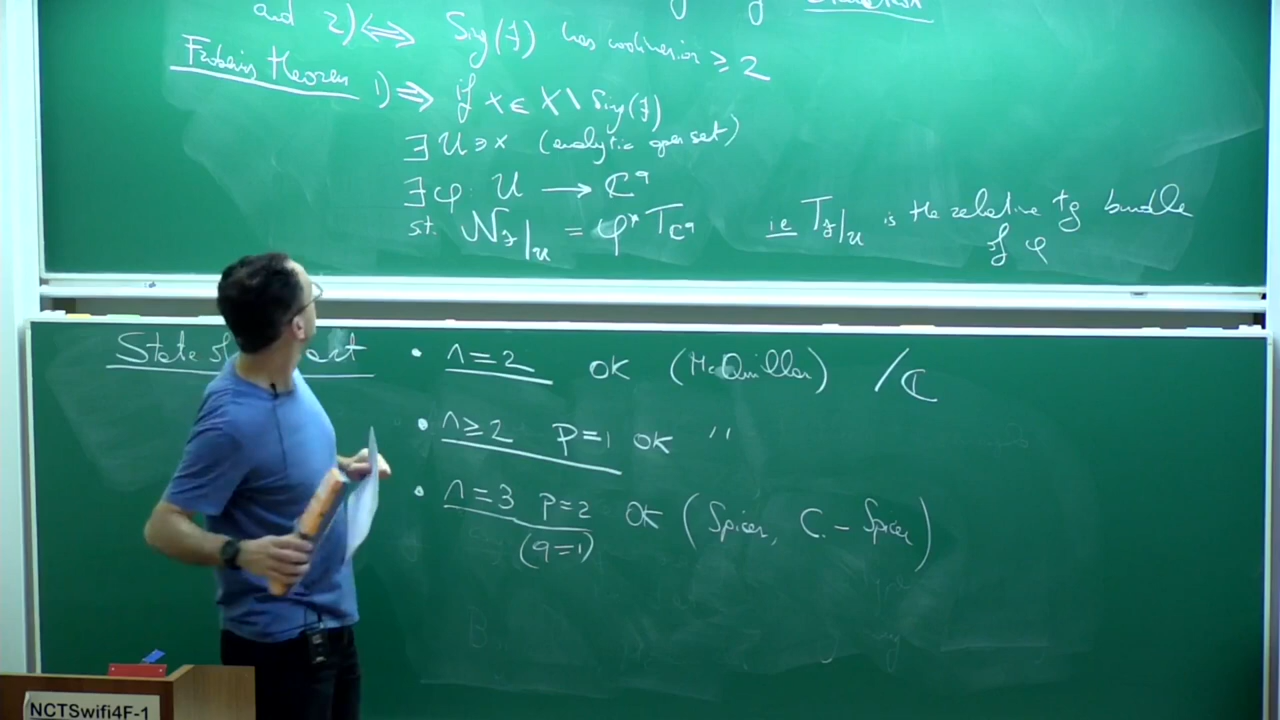 and 2) ⟺ Sing(ℱ) has codimension ≥ 2
Frobenius theorem 1) ⟹ if x ∈ X \ Sing(ℱ)
∃ U ∋ x (analytic open set)
∃ φ: U ⟶ ℂ^q
st. N_ℱ|_U = φ* T_ℂ^q ie T_ℱ|_U is the relative tg bundle
of φ
State art • n=2 OK (McQuillan) /ℂ
• n≥2 p=1 OK "
• n=3 p=2 OK (Spicer, C. - Spicer)
(q=1)
NCTSwifi4F-1